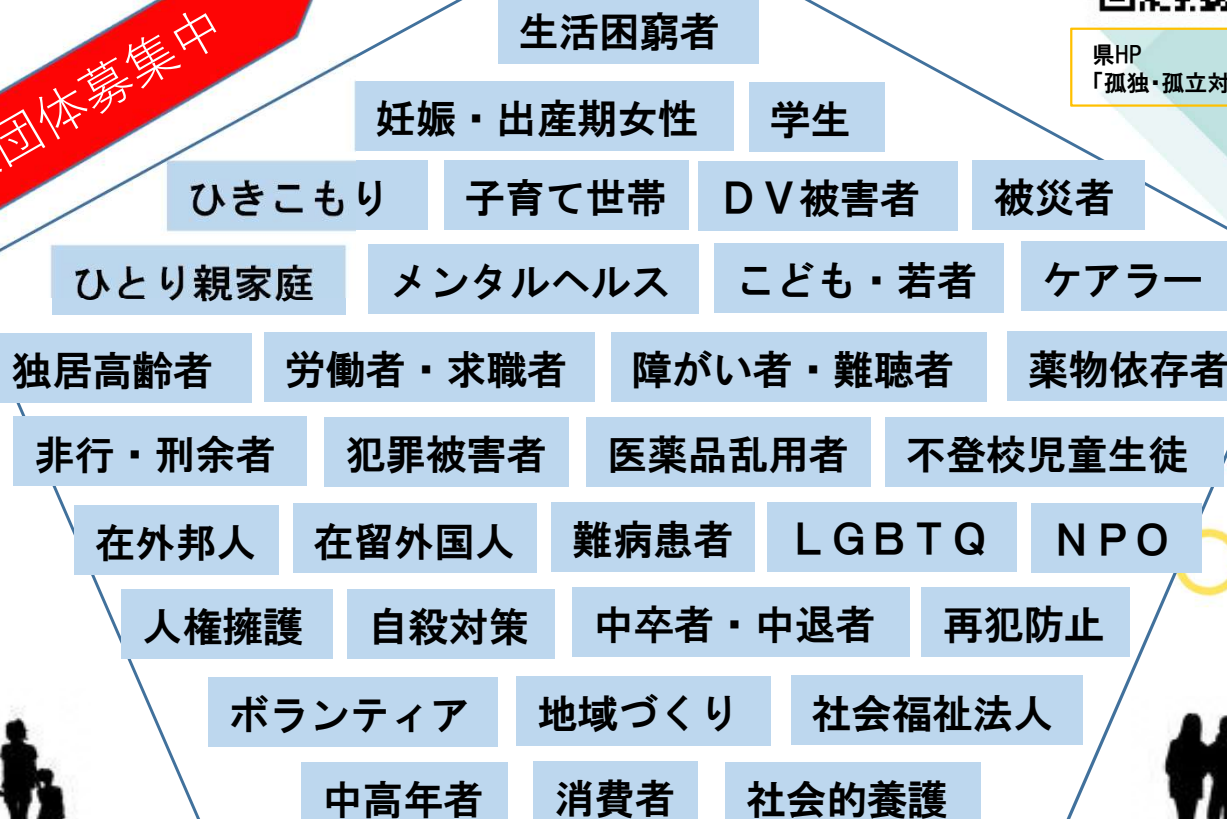 団体募集中
県HP
「孤独・孤立対
生活困窮者
妊娠・出産期女性 学生
ひきこもり 子育て世帯 ＤＶ被害者 被災者
ひとり親家庭 メンタルヘルス こども・若者 ケアラー
独居高齢者 労働者・求職者 障がい者・難聴者 薬物依存者
非行・刑余者 犯罪被害者 医薬品乱用者 不登校児童生徒
在外邦人 在留外国人 難病患者 ＬＧＢＴＱ ＮＰＯ
人権擁護 自殺対策 中卒者・中退者 再犯防止
ボランティア 地域づくり 社会福祉法人
中高年者 消費者 社会的養護